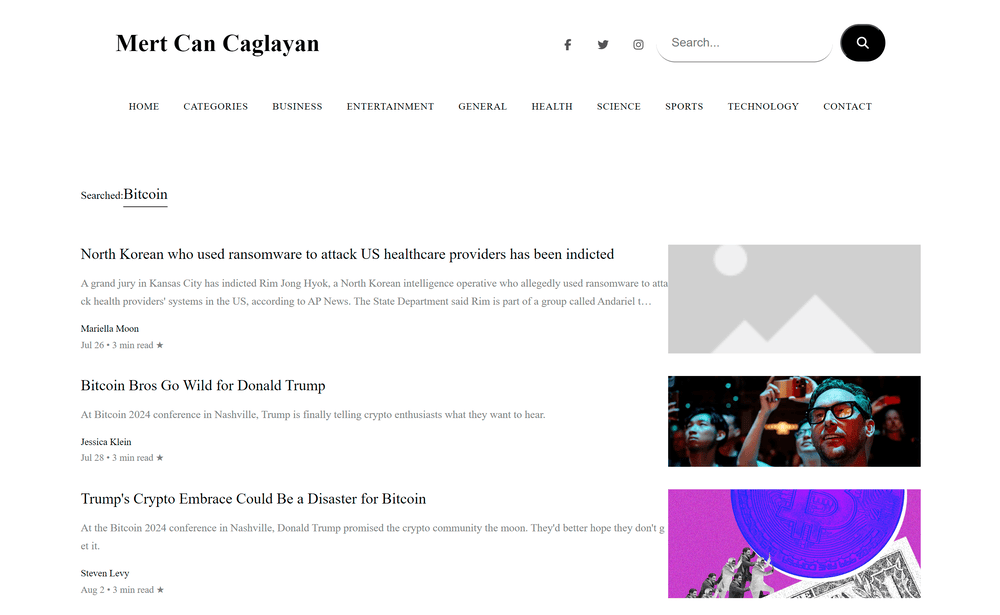 Mert Can Caglayan
Search...
HOME CATEGORIES BUSINESS ENTERTAINMENT GENERAL HEALTH SCIENCE SPORTS TECHNOLOGY CONTACT
Searched:Bitcoin
North Korean who used ransomware to attack US healthcare providers has been indicted
A grand jury in Kansas City has indicted Rim Jong Hyok, a North Korean intelligence operative who allegedly used ransomware to atta
ck health providers' systems in the US, according to AP News. The State Department said Rim is part of a group called Andariel t…
Mariella Moon
Jul 26 • 3 min read ★
Bitcoin Bros Go Wild for Donald Trump
At Bitcoin 2024 conference in Nashville, Trump is finally telling crypto enthusiasts what they want to hear.
Jessica Klein
Jul 28 • 3 min read ★
Trump's Crypto Embrace Could Be a Disaster for Bitcoin
At the Bitcoin 2024 conference in Nashville, Donald Trump promised the crypto community the moon. They'd better hope they don't g
et it.
Steven Levy
Aug 2 • 3 min read ★